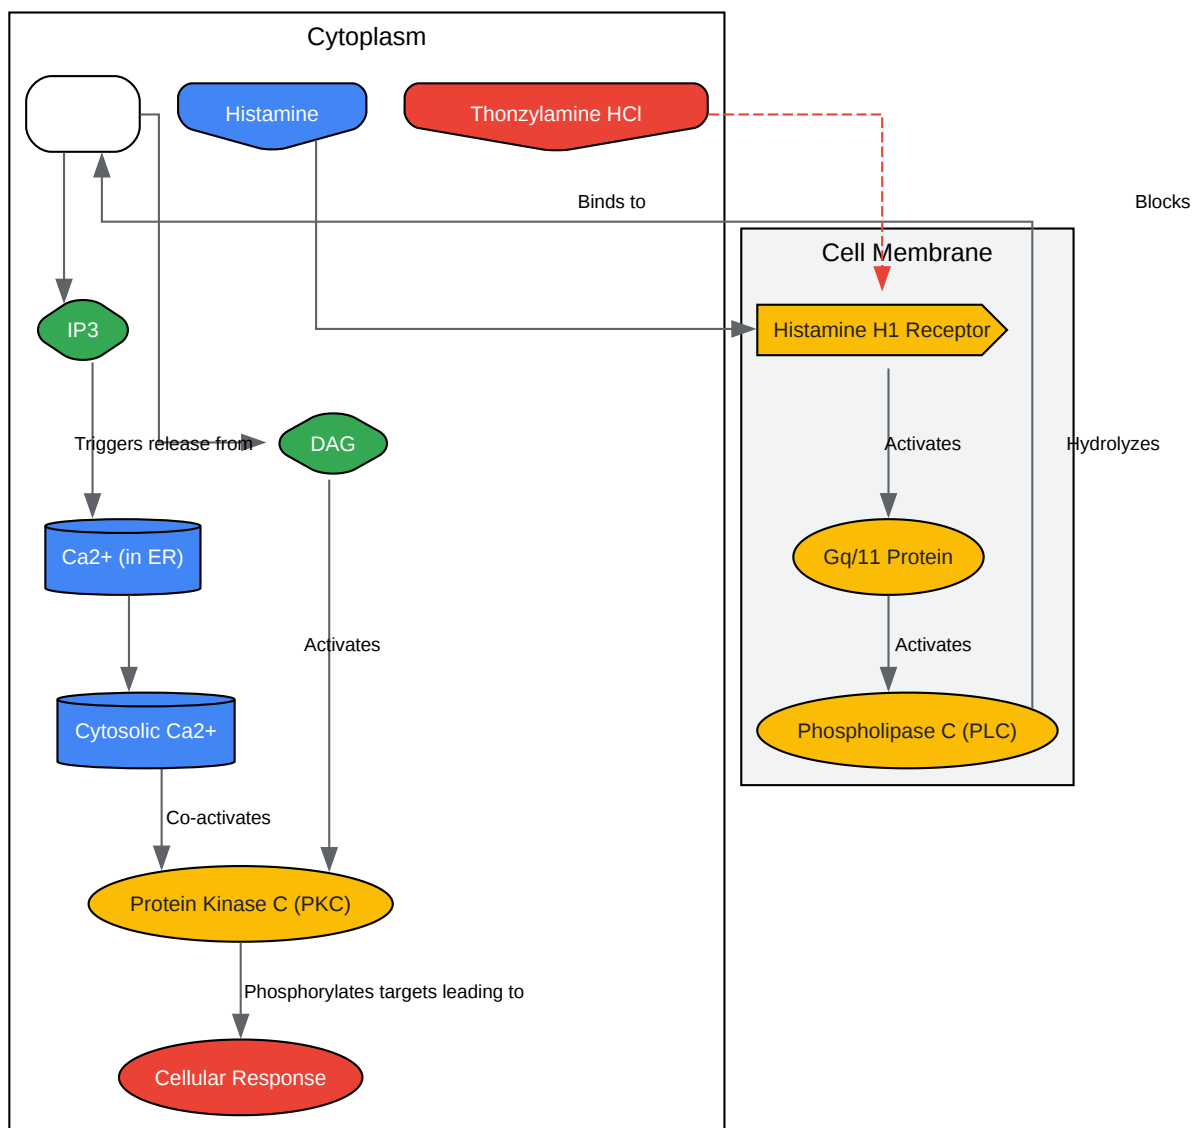 Cytoplasm
Histamine
Thonzylamine HCl
Binds to
Blocks
Cell Membrane
IP3
Histamine H1 Receptor
Triggers release from
DAG
Activates
Hydrolyzes
Ca2+ (in ER)
Gq/11 Protein
Activates
Activates
Cytosolic Ca2+
Phospholipase C (PLC)
Co-activates
Protein Kinase C (PKC)
Phosphorylates targets leading to
Cellular Response